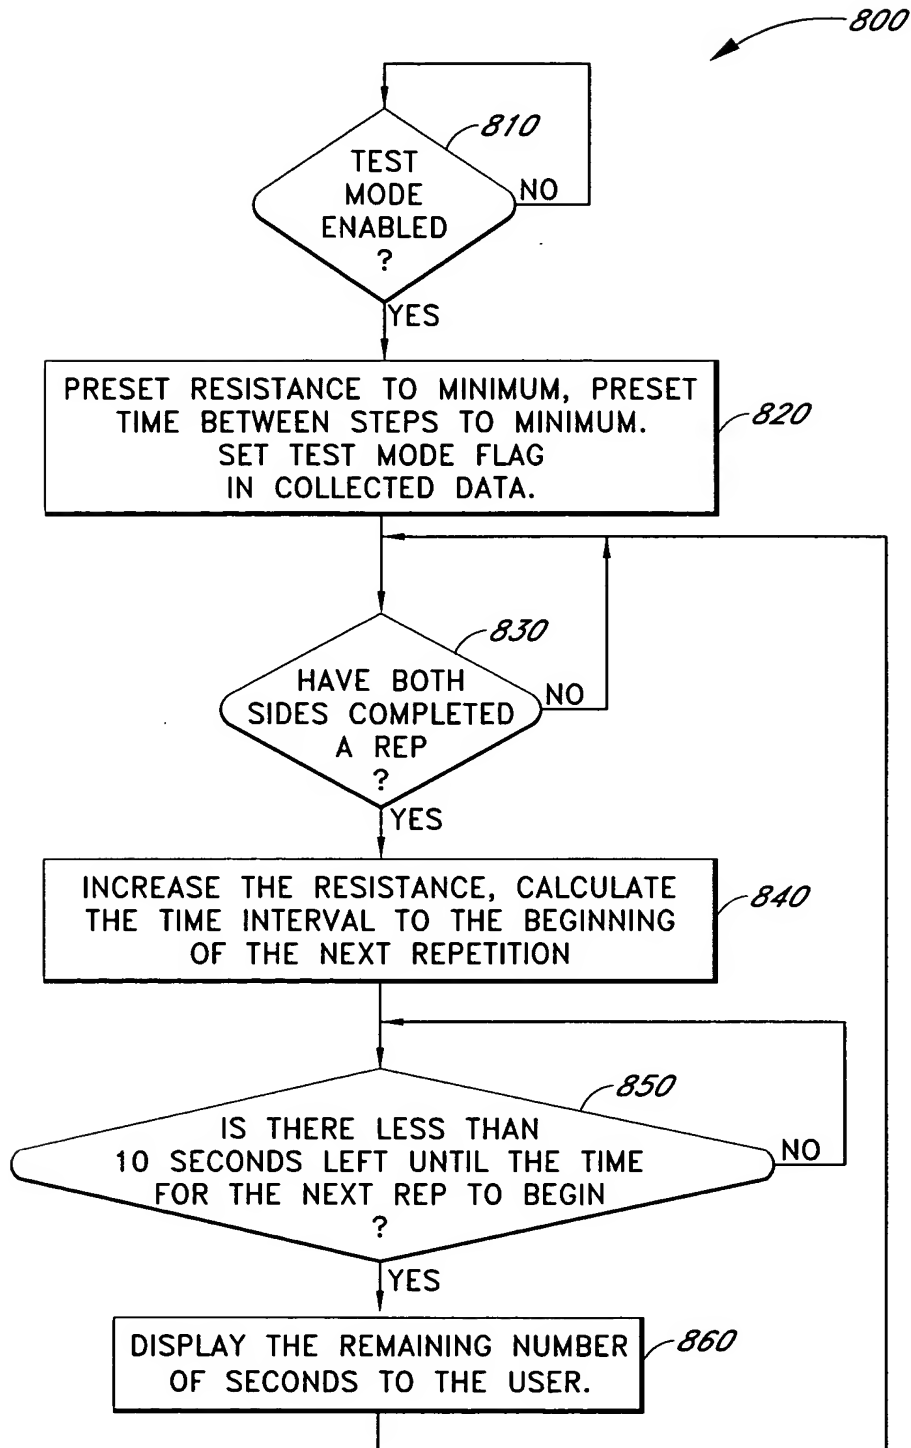 800
810
TEST
MODE
ENABLED
?
NO
YES
PRESET RESISTANCE TO MINIMUM, PRESET
TIME BETWEEN STEPS TO MINIMUM.
SET TEST MODE FLAG
IN COLLECTED DATA.
820
830
HAVE BOTH
SIDES COMPLETED
A REP
?
NO
YES
INCREASE THE RESISTANCE, CALCULATE
THE TIME INTERVAL TO THE BEGINNING
OF THE NEXT REPETITION
840
850
IS THERE LESS THAN
10 SECONDS LEFT UNTIL THE TIME
FOR THE NEXT REP TO BEGIN
?
NO
YES
DISPLAY THE REMAINING NUMBER
OF SECONDS TO THE USER.
860